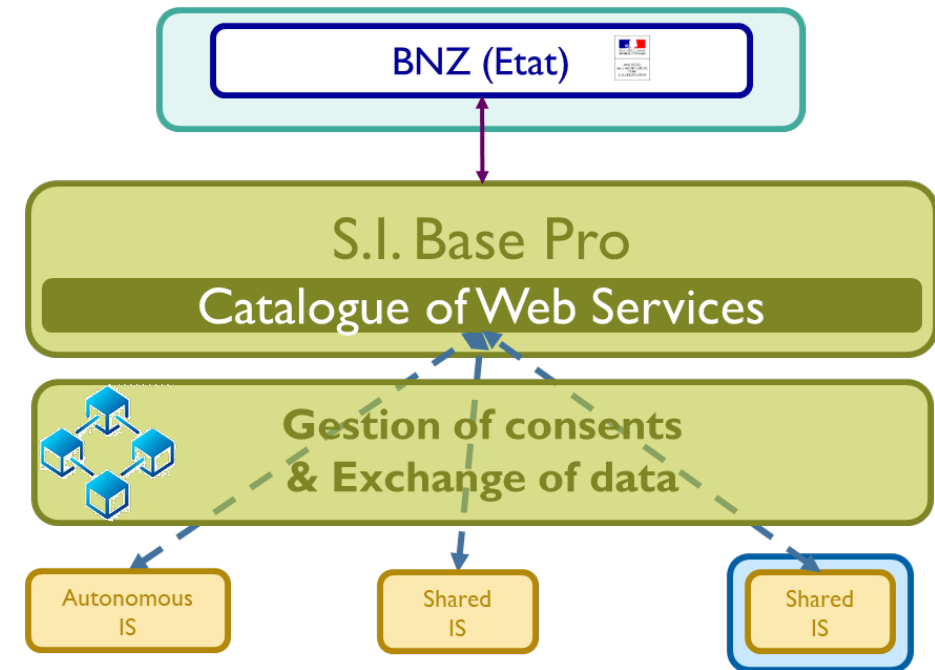 BNZ (Etat)
S.I. Base Pro
Catalogue of Web Services
Gestion of consents
& Exchange of data
Autonomous
IS
Shared
IS
Shared
IS